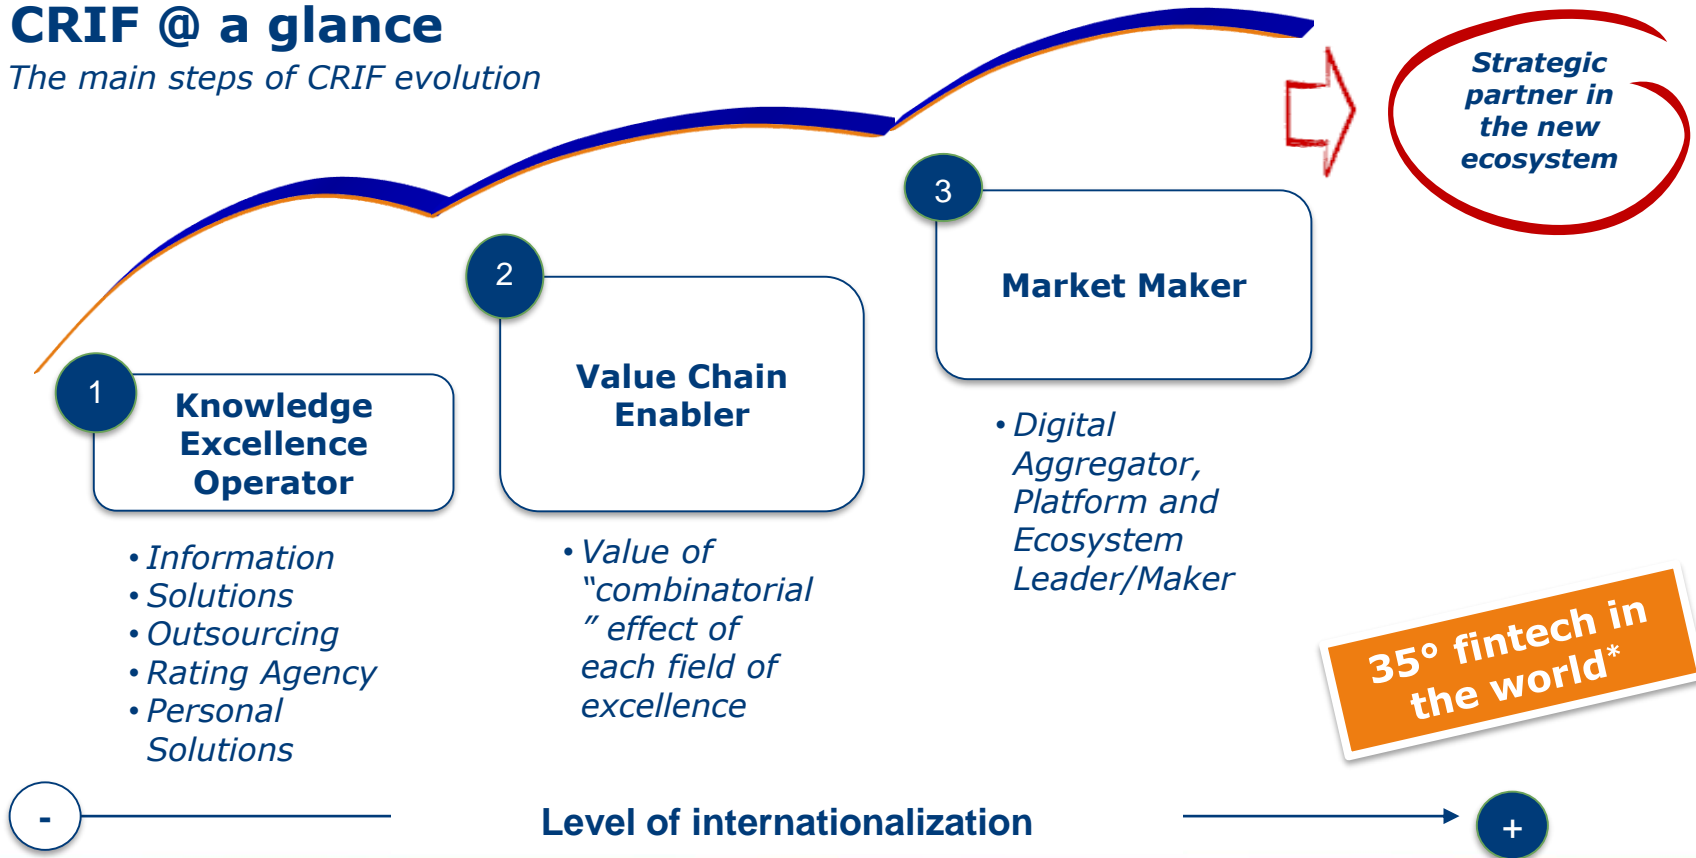 CRIF @ a glance
The main steps of CRIF evolution
Strategic
partner in
the new
ecosystem
1
Knowledge
Excellence
Operator
• Information
• Solutions
• Outsourcing
• Rating Agency
• Personal
Solutions
2
Value Chain
Enabler
• Value of
“combinatorial
” effect of
each field of
excellence
3
Market Maker
• Digital
Aggregator,
Platform and
Ecosystem
Leader/Maker
35° fintech in
the world*
-
Level of internationalization
+